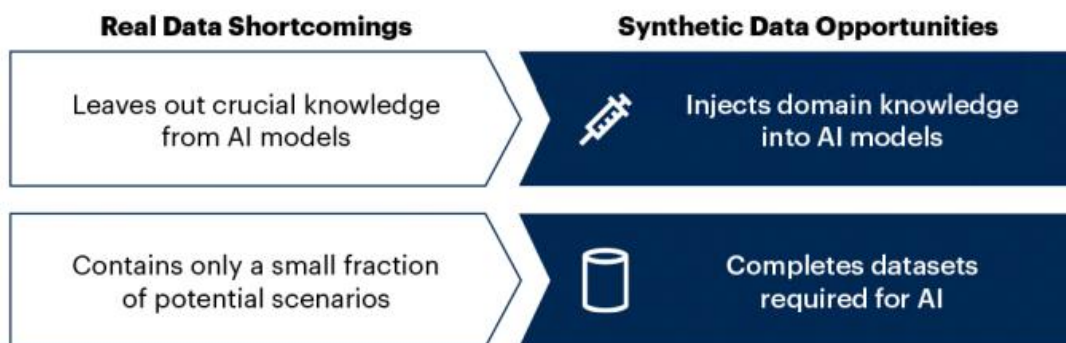 Real Data Shortcomings
Synthetic Data Opportunities
Leaves out crucial knowledge
from AI models
Injects domain knowledge
into AI models
Contains only a small fraction
of potential scenarios
Completes datasets
required for AI